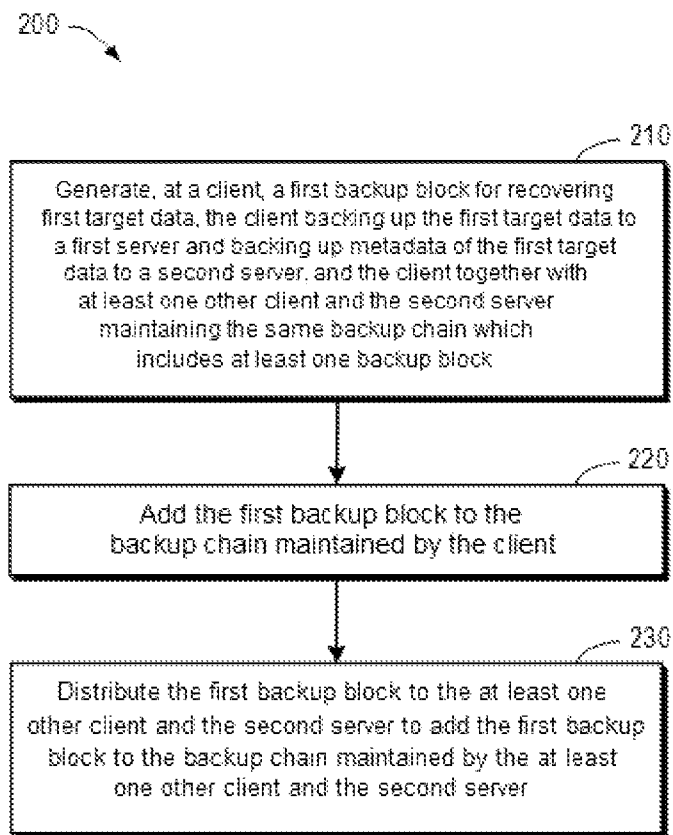 200
210
Generate, at a client, a first backup block for recovering
first target data, the client backing up the first target data to
a first server and backing up metadata of the first target
data to a second server, and the client together with
at least one other client and the second server
maintaining the same backup chain which
includes at least one backup block
220
Add the first backup block to the
backup chain maintained by the client
230
Distribute the first backup block to the at least one
other client and the second server to add the first backup
block to the backup chain maintained by the at least
one other client and the second server